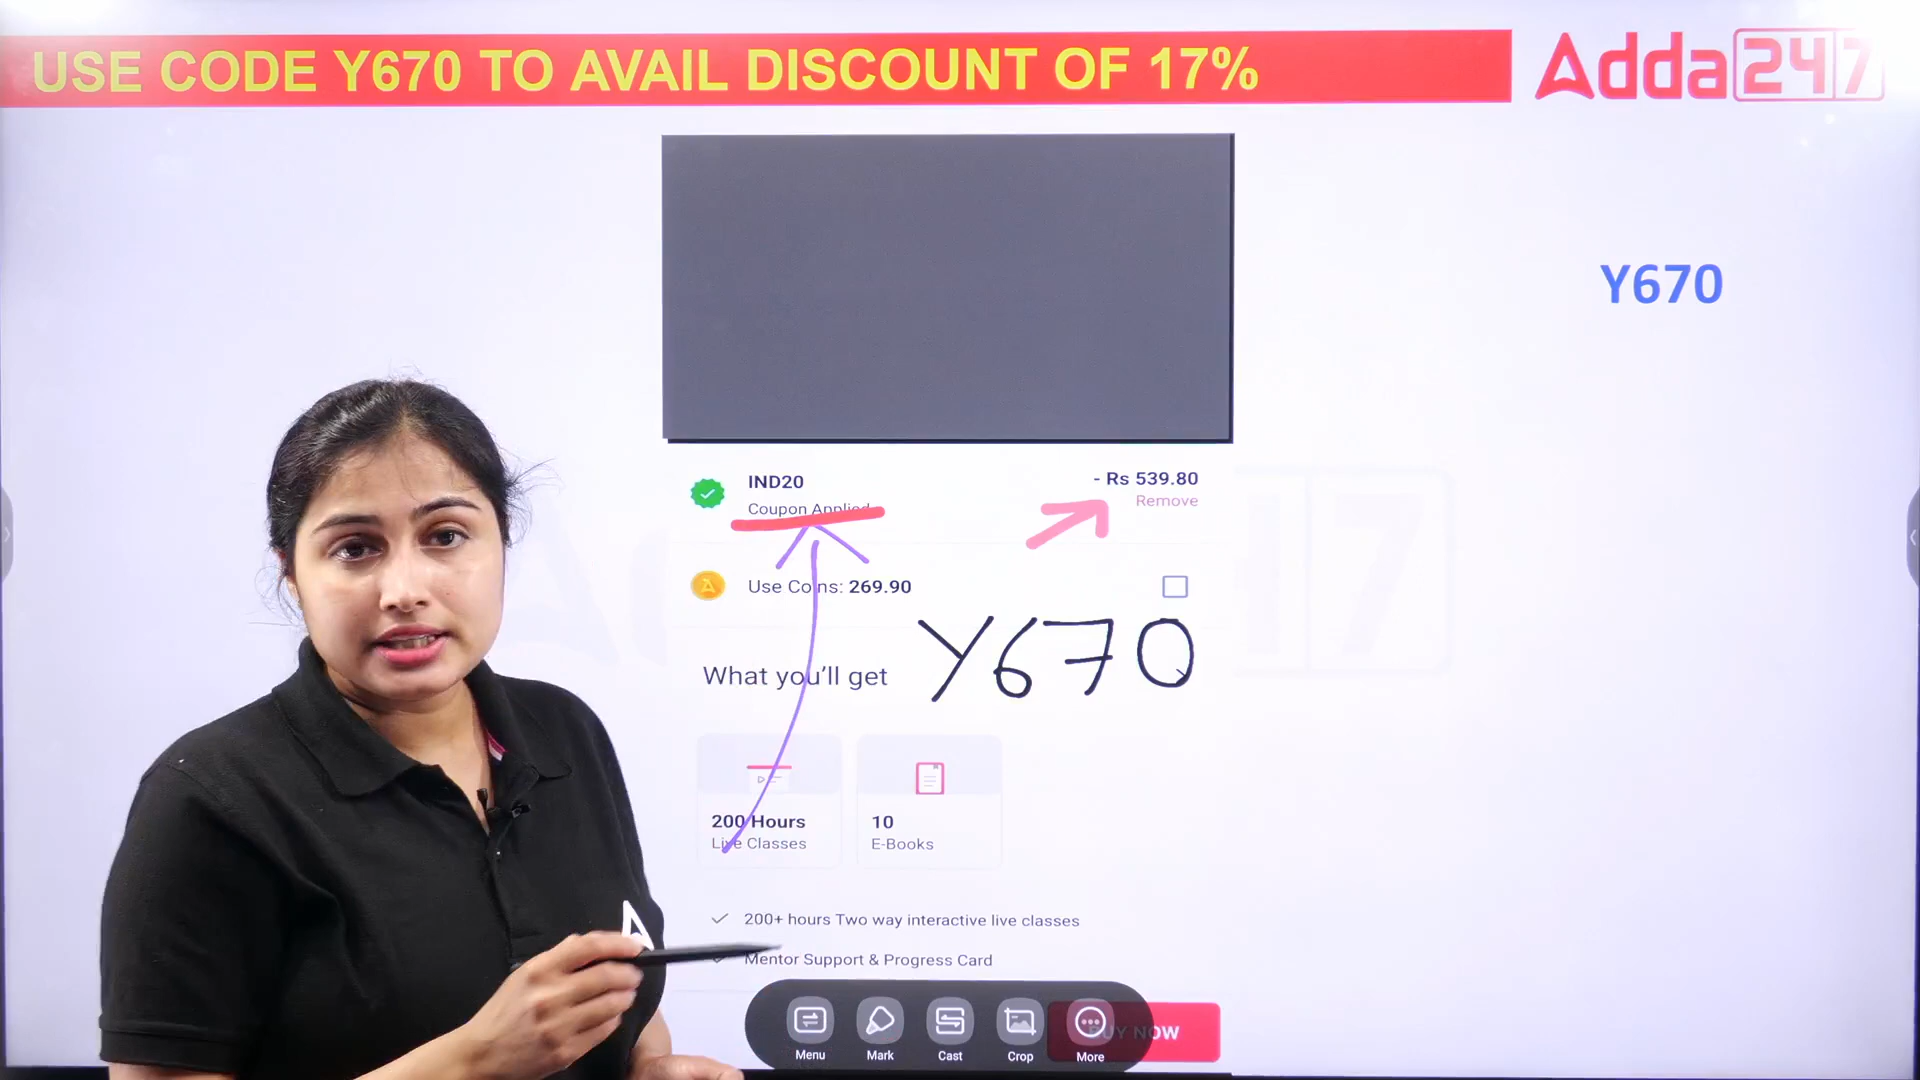 USE CODE Y670 TO AVAIL DISCOUNT OF 17%
Adda247
Y670
IND20
- Rs 539.80
Coupon Applied
Remove
Use Coins: 269.90
Y670
What you'll get
200 Hours
Live Classes
10
E-Books
200+ hours Two way interactive live classes
Mentor Support & Progress Card
BUY NOW
Menu
Mark
Cast
Crop
More